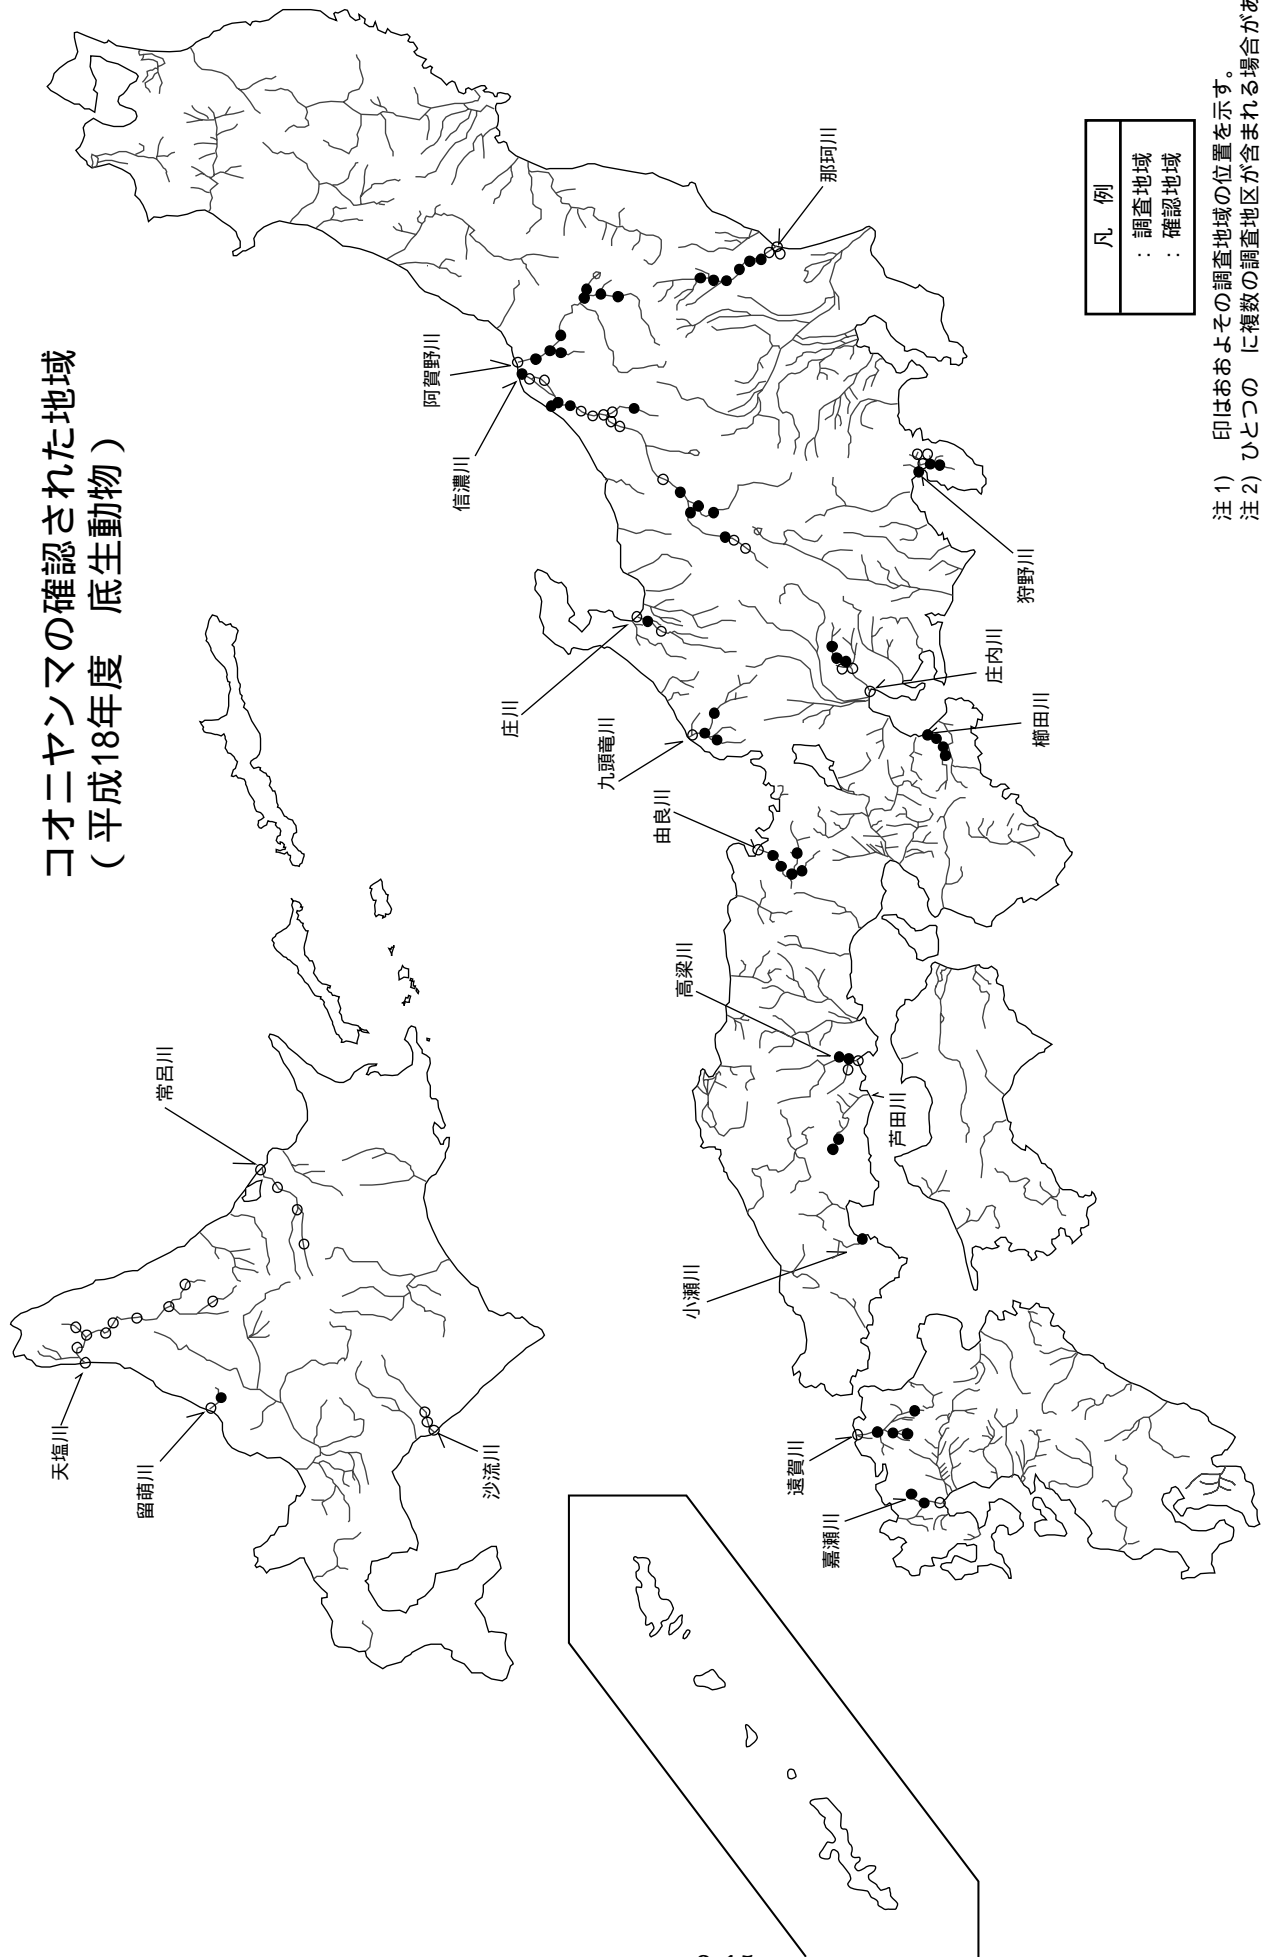 コオニヤンマの確認された地域
（平成18年度　底生動物）
常呂川
天塩川
留萌川
沙流川
阿賀野川
信濃川
庄川
九頭竜川
由良川
高梁川
芦田川
小瀬川
遠賀川
嘉瀬川
那珂川
狩野川
庄内川
櫛田川
凡　例
：調査地域
：確認地域
注1）　印はおおよその調査地域の位置を示す。
注2）ひとつの　に複数の調査地区が含まれる場合があ